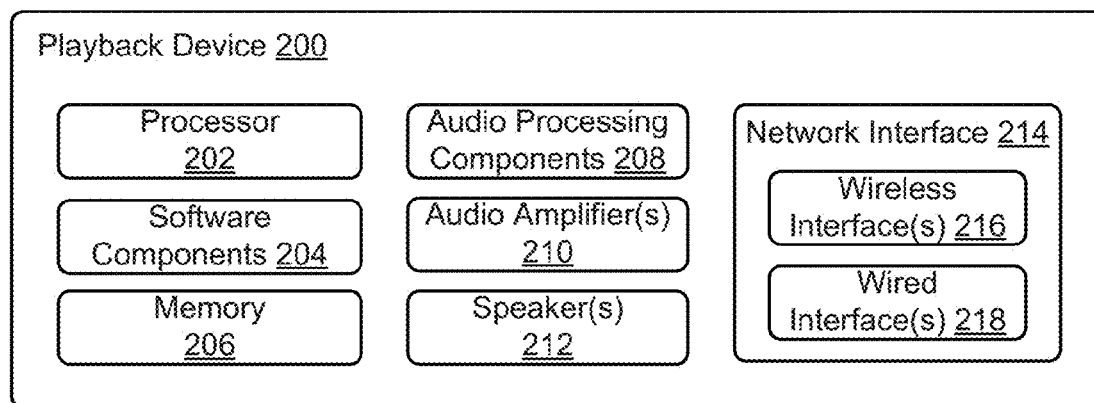 Playback Device 200
Processor
202
Software
Components 204
Memory
206
Audio Processing
Components 208
Audio Amplifier(s)
210
Speaker(s)
212
Network Interface 214
Wireless
Interface(s) 216
Wired
Interface(s) 218